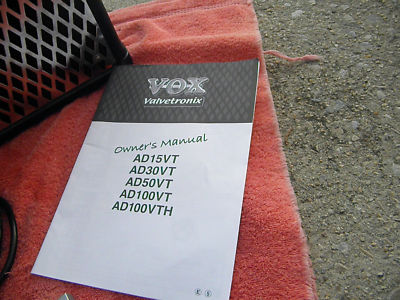 VOX
Valvetronix
Owner's Manual
AD15VT
AD30VT
AD50VT
AD100VT
AD100VTH
E S